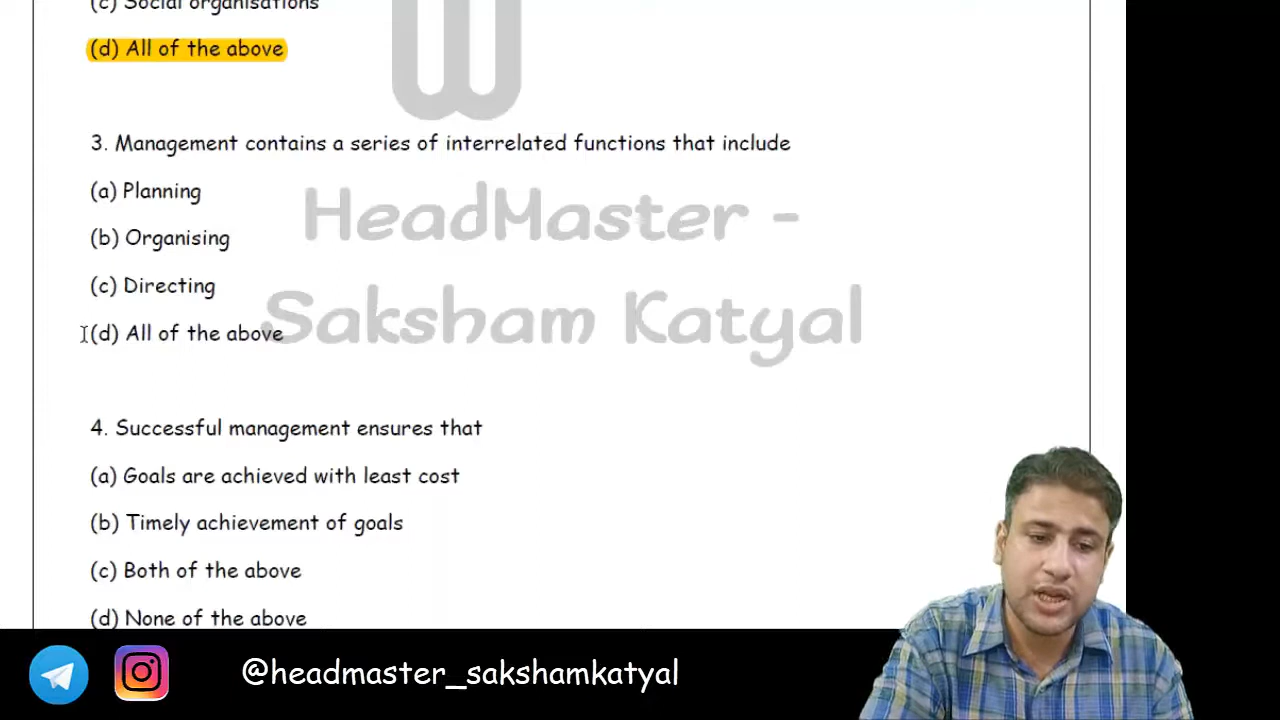 (c) Social organisations
(d) All of the above
3. Management contains a series of interrelated functions that include
(a) Planning
(b) Organising
(c) Directing
(d) All of the above
HeadMaster -
Saksham Katyal
4. Successful management ensures that
(a) Goals are achieved with least cost
(b) Timely achievement of goals
(c) Both of the above
(d) None of the above
@headmaster_sakshamkatyal